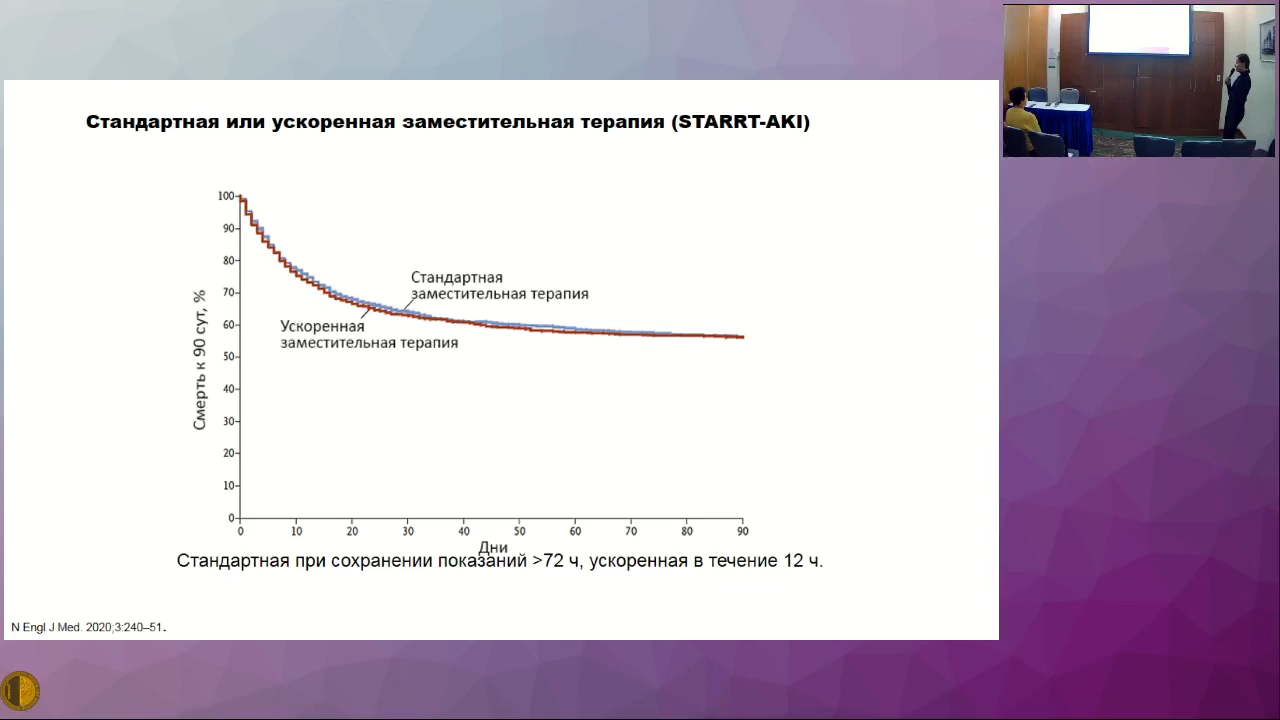 Стандартная или ускоренная заместительная терапия (STARRT-AKI)
Смерть к 90 сут, %
100
90
80
70
60
50
40
30
20
10
0
Стандартная
заместительная терапия
Ускоренная
заместительная терапия
0 10 20 30 40 50 60 70 80 90
Дни
Стандартная при сохранении показаний >72 ч, ускоренная в течение 12 ч.
N Engl J Med. 2020;3:240–51.